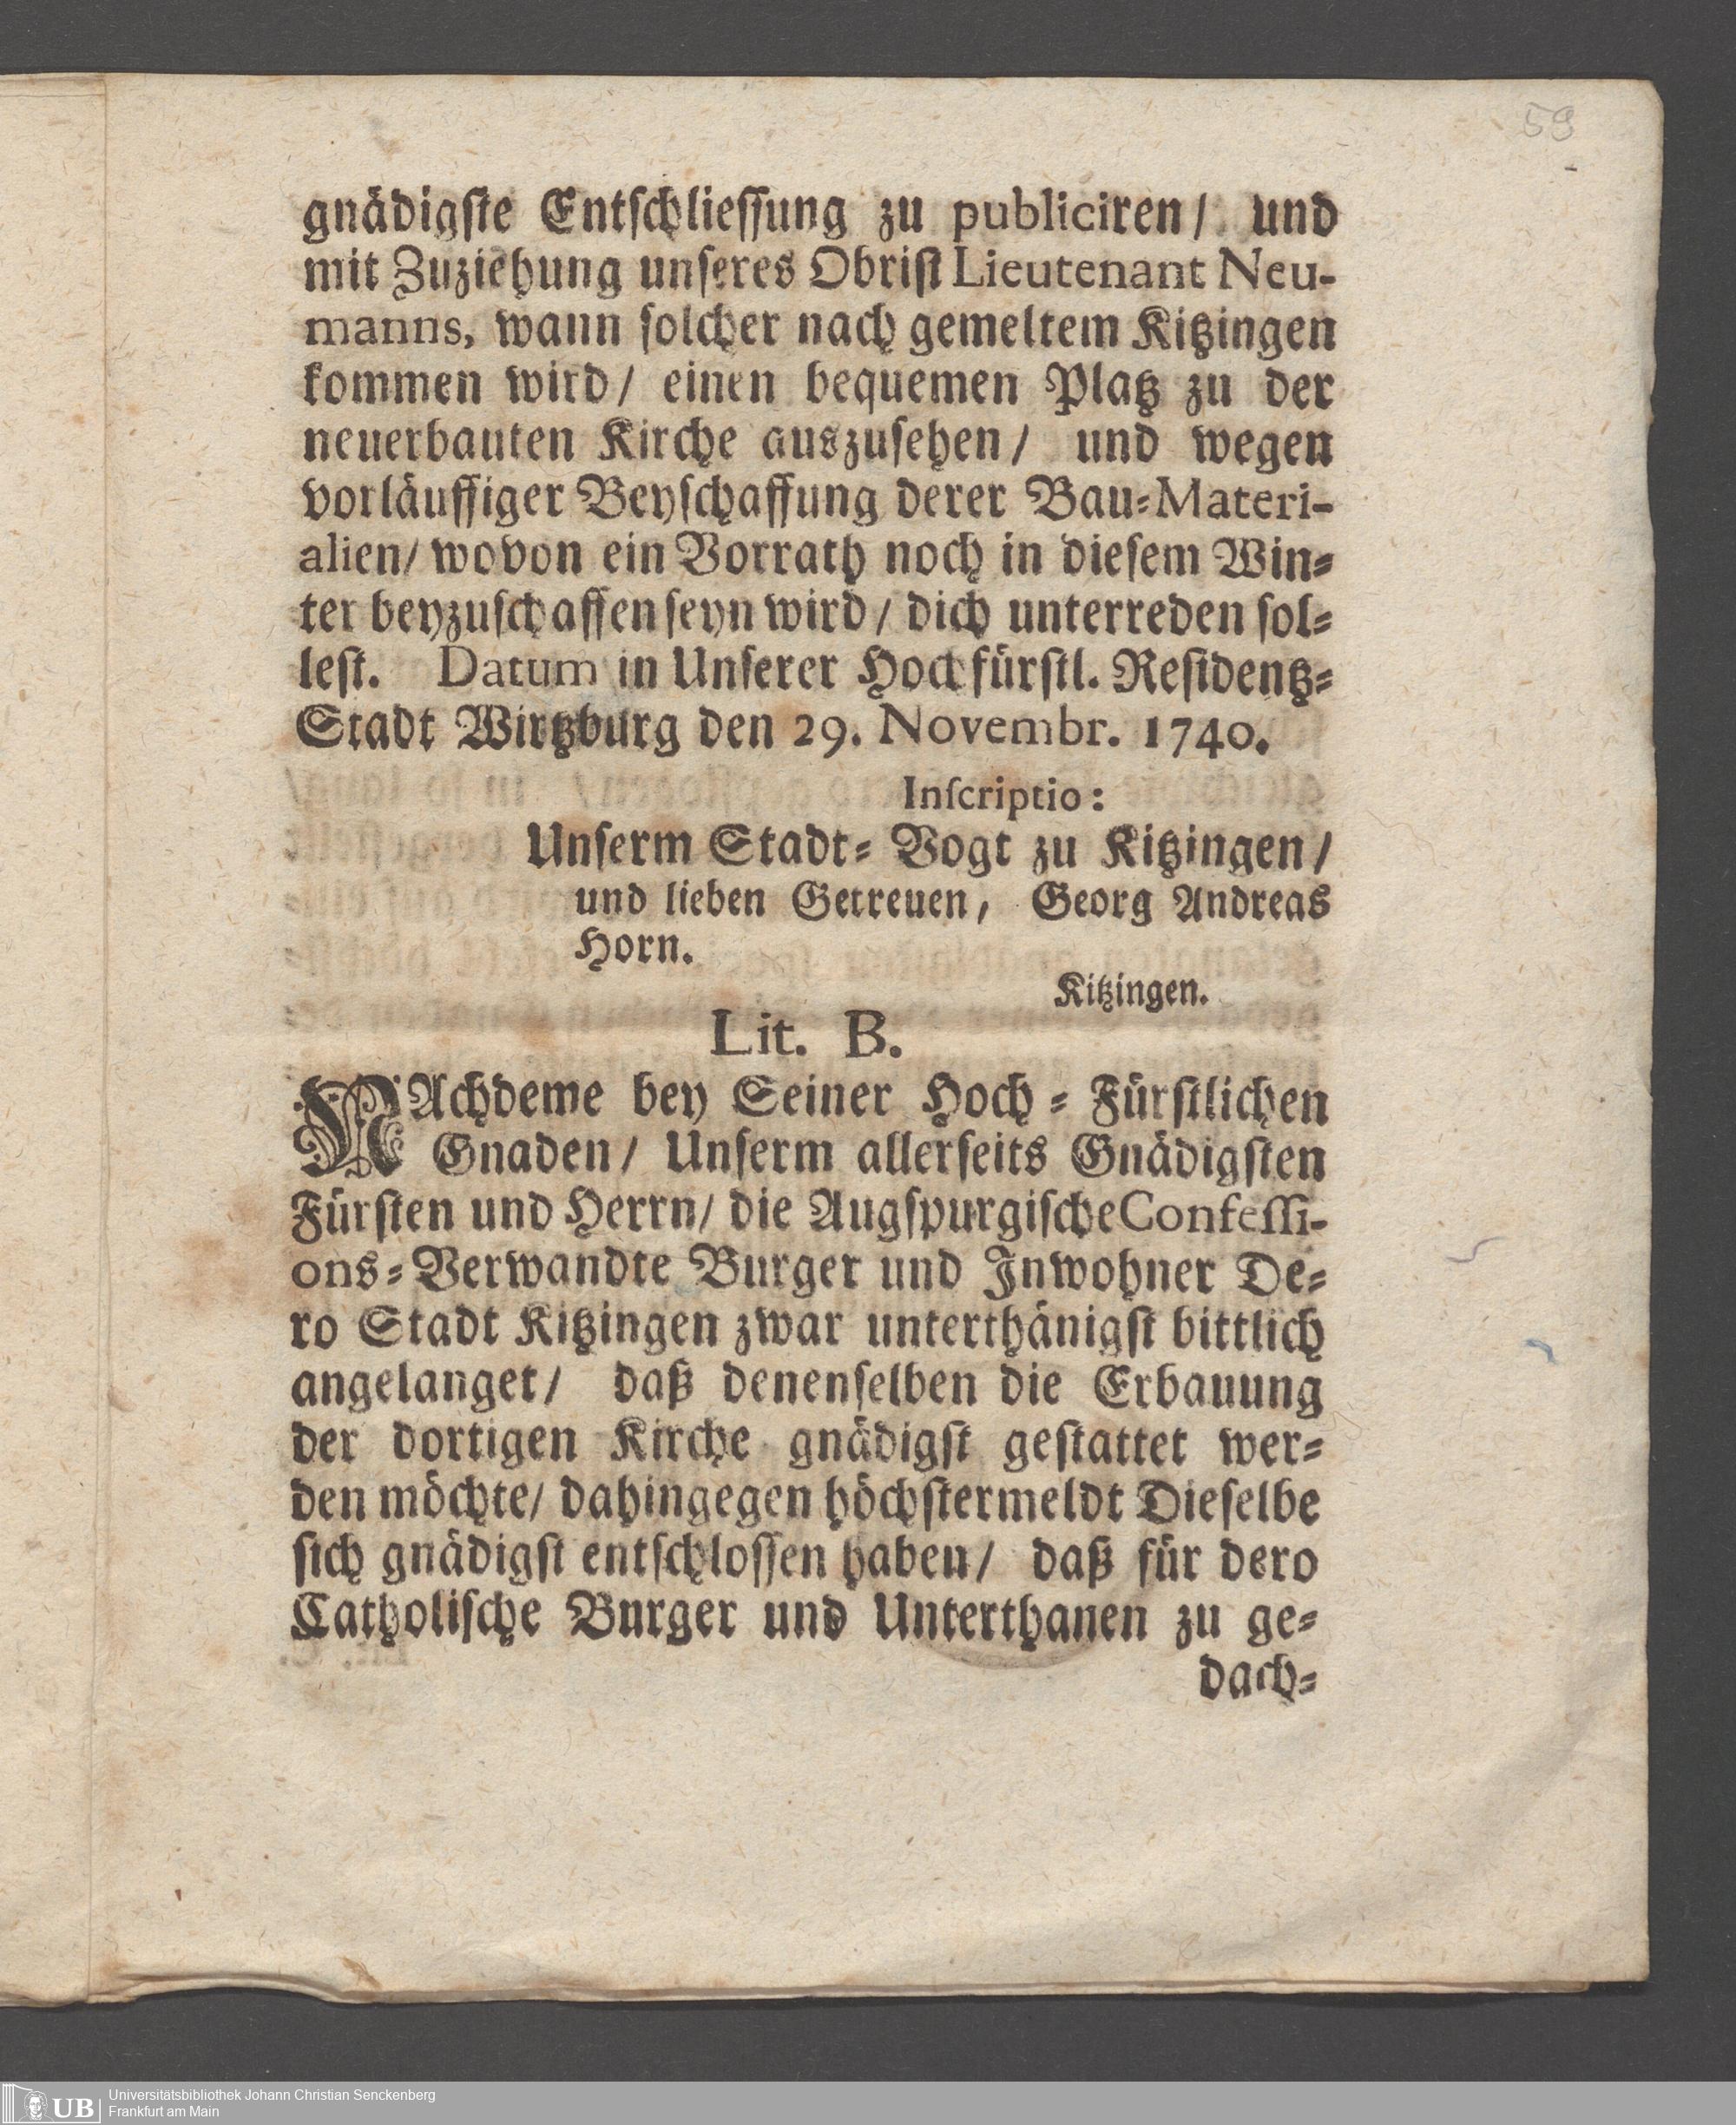 59
gnädigſte Entſchlieſſung zu publiciren/ und
mit Zuziehung unſeres Obriſt Lieutenant Neu-
manns, wann ſolcher nach gemeltem Kitzingen
kommen wird/ einen bequemen Platz zu der
neuerbauten Kirche auszuſehen/ und wegen
vorläuffiger Beyſchaffung derer Bau-Materi-
alien/ wovon ein Vorrath noch in dieſem Win-
ter beyzuſchaffen ſeyn wird/ dich unterreden ſol-
leſt. Datum in Unſerer Hochfürſtl. Reſidentz-
Stadt Wirtzburg den 29. Novembr. 1740.
Inſcriptio:
Unſerm Stadt-Vogt zu Kitzingen/
und lieben Getreuen, Georg Andreas
Horn.
Kitzingen.
Lit. B.
NAchdeme bey Seiner Hoch-Fürſtlichen
Gnaden/ Unſerm allerſeits Gnädigſten
Fürſten und Herrn/ die Augſpurgiſche Confeſſi-
ons-Verwandte Burger und Inwohner De-
ro Stadt Kitzingen zwar unterthänigſt bittlich
angelanget/ daß denenſelben die Erbauung
der dortigen Kirche gnädigſt geſtattet wer-
den möchte/ dahingegen höchſtermeldt Dieſelbe
ſich gnädigſt entſchloſſen haben/ daß für dero
Catholiſche Burger und Unterthanen zu ge-
dach-
UB
Universitätsbibliothek Johann Christian Senckenberg
Frankfurt am Main